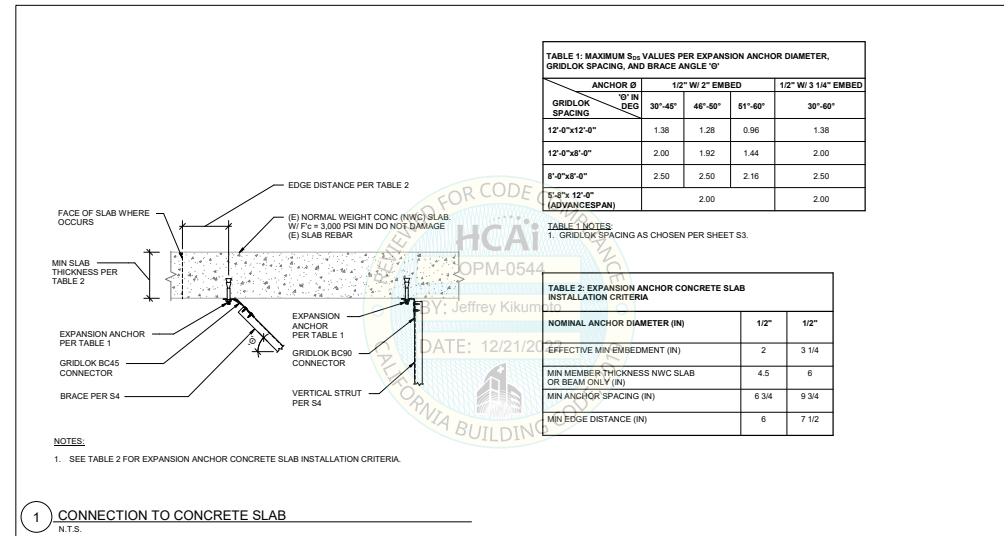 EDGE DISTANCE PER TABLE 2
FACE OF SLAB WHERE
OCCURS
(E) NORMAL WEIGHT CONC (NWC) SLAB.
W/ F'c = 3,000 PSI MIN DO NOT DAMAGE
(E) SLAB REBAR
MIN SLAB
THICKNESS PER
TABLE 2
EXPANSION ANCHOR
PER TABLE 1
GRIDLOK BC45
CONNECTOR
BRACE PER S4
'Θ'
EXPANSION
ANCHOR
PER TABLE 1
GRIDLOK BC90
CONNECTOR
VERTICAL STRUT
PER S4
NOTES:
1. SEE TABLE 2 FOR EXPANSION ANCHOR CONCRETE SLAB INSTALLATION CRITERIA.
1 CONNECTION TO CONCRETE SLAB
N.T.S.
TABLE 1: MAXIMUM SDS VALUES PER EXPANSION ANCHOR DIAMETER,
GRIDLOK SPACING, AND BRACE ANGLE 'Θ'
ANCHOR Ø 1/2" W/ 2" EMBED 1/2" W/ 3 1/4" EMBED
GRIDLOK SPACING 'Θ' IN DEG 30°-45° 46°-50° 51°-60° 30°-60°
12'-0"x12'-0" 1.38 1.28 0.96 1.38
12'-0"x8'-0" 2.00 1.92 1.44 2.00
8'-0"x8'-0" 2.50 2.50 2.16 2.50
5'-8"x 12'-0"
(ADVANCESPAN) 2.00 2.00
TABLE 1 NOTES:
1. GRIDLOK SPACING AS CHOSEN PER SHEET S3.
TABLE 2: EXPANSION ANCHOR CONCRETE SLAB
INSTALLATION CRITERIA
NOMINAL ANCHOR DIAMETER (IN) 1/2" 1/2"
EFFECTIVE MIN EMBEDMENT (IN) 2 3 1/4
MIN MEMBER THICKNESS NWC SLAB
OR BEAM ONLY (IN) 4.5 6
MIN ANCHOR SPACING (IN) 6 3/4 9 3/4
MIN EDGE DISTANCE (IN) 6 7 1/2
REVIEWED FOR CODE COMPLIANCE
HCAi
OPM-0544
BY: Jeffrey Kikumoto
DATE: 12/21/2022
CALIFORNIA BUILDING CODE 2019